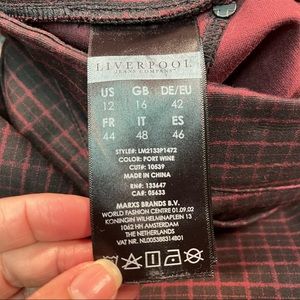 LIVERPOOL
JEANS COMPANY
US GB DE/EU
12 16 42
FR IT ES
44 48 46
STYLE#: LM2133P1472
COLOR: PORT WINE
CUT#: 10539
MADE IN CHINA
RN#: 133647
CA#: 05633
MARXS BRANDS B.V.
WORLD FASHION CENTRE 01.09.02
KONINGIN WILHELMINAPLEIN 13
1062 HH AMSTERDAM
THE NETHERLANDS
VAT NR. NL005388514B01